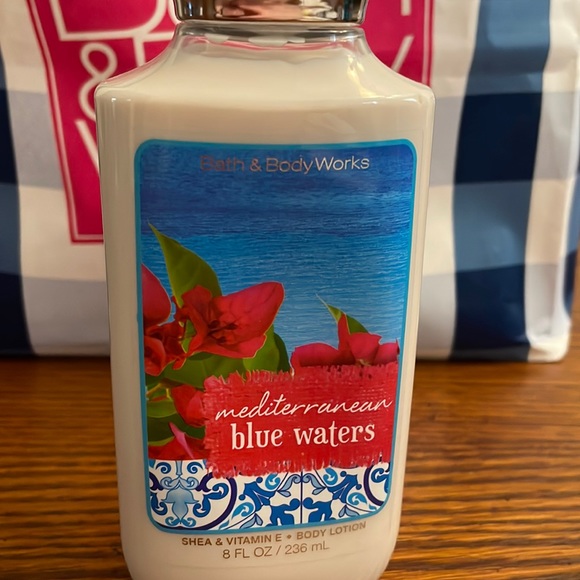 &
Bath & Body Works
mediterranean
blue waters
SHEA & VITAMIN E • BODY LOTION
8 FL OZ / 236 mL